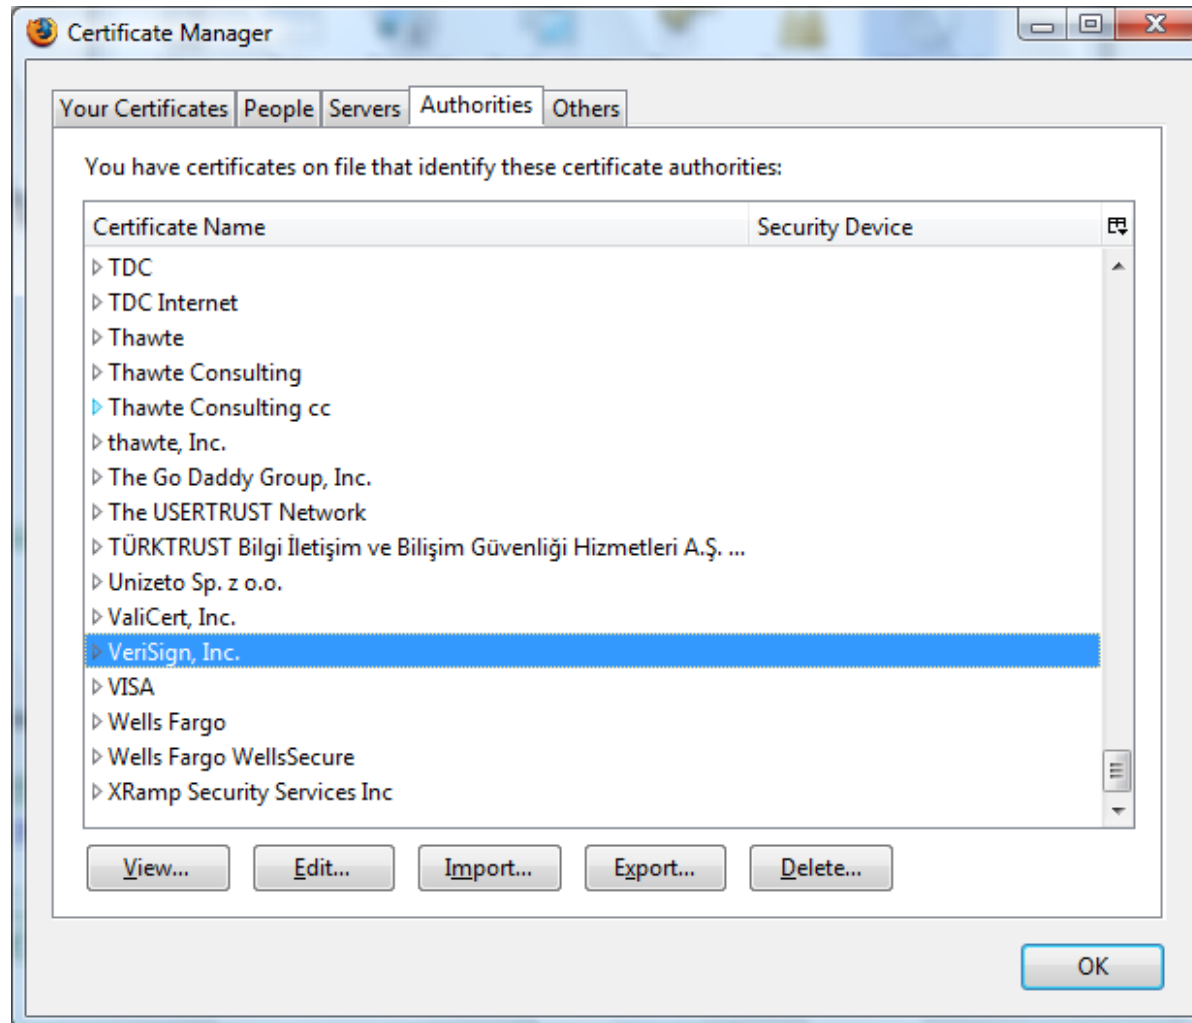 Certificate Manager
Your Certificates People Servers Authorities Others
You have certificates on file that identify these certificate authorities:
Certificate Name Security Device
TDC
TDC Internet
Thawte
Thawte Consulting
Thawte Consulting cc
thawte, Inc.
The Go Daddy Group, Inc.
The USERTRUST Network
TÜRKTRUST Bilgi İletişim ve Bilişim Güvenliği Hizmetleri A.Ş. ...
Unizeto Sp. z o.o.
ValiCert, Inc.
VeriSign, Inc.
VISA
Wells Fargo
Wells Fargo WellsSecure
XRamp Security Services Inc
View... Edit... Import... Export... Delete...
OK